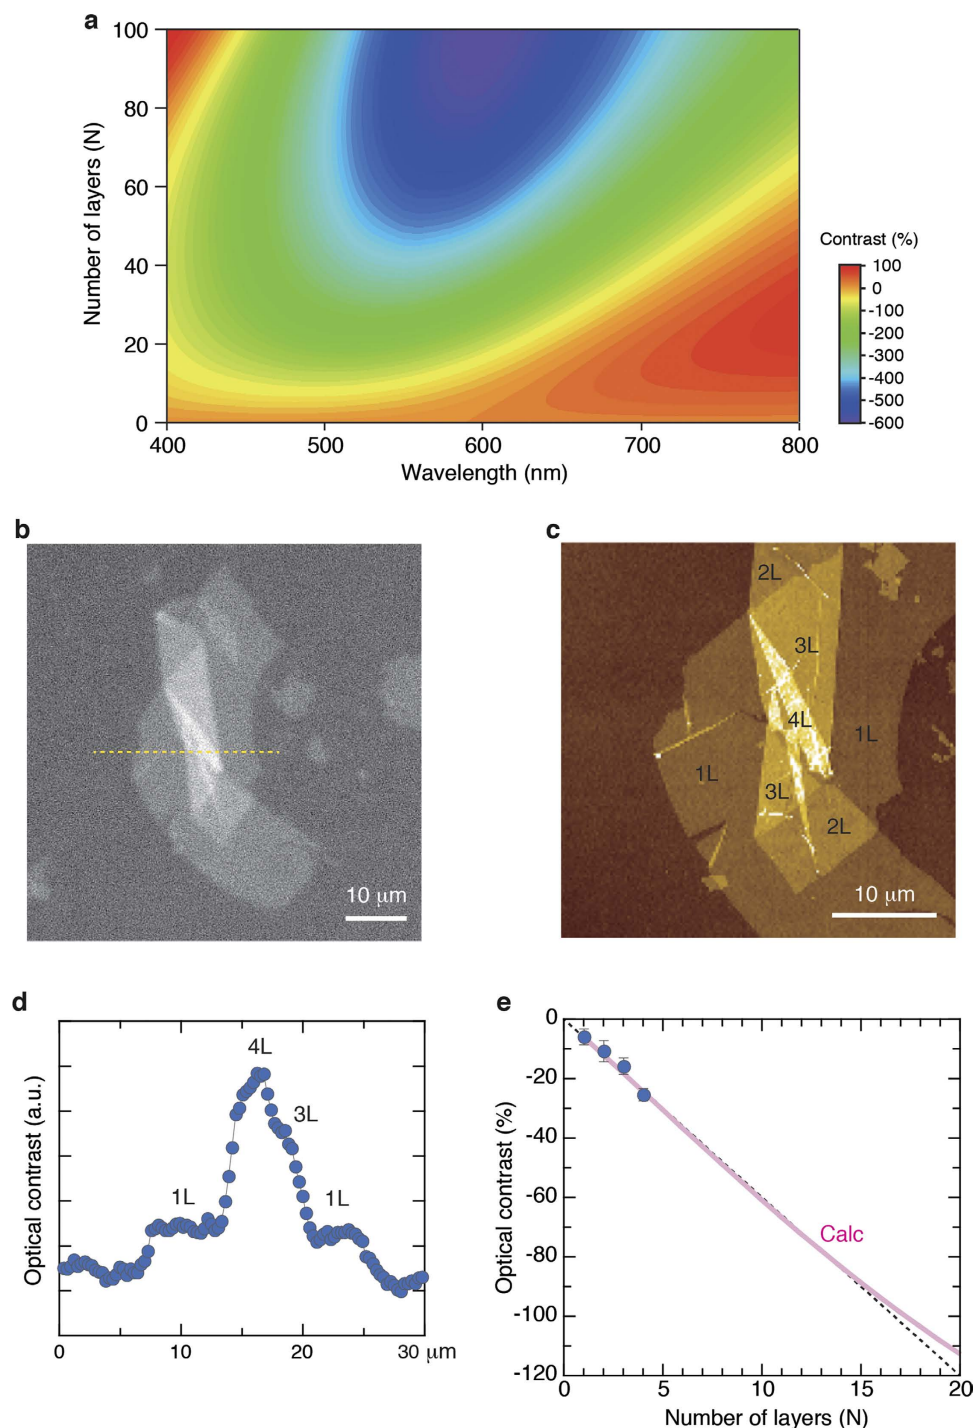 a
100
80
60
40
20
0
Number of layers (N)
400 500 600 700 800
Wavelength (nm)
Contrast (%)
100
0
-100
-200
-300
-400
-500
-600
b
10 μm
c
2L
3L
4L
1L
1L
3L
2L
10 μm
d
4L
3L
1L
1L
Optical contrast (a.u.)
0 10 20 30 μm
e
0
-20
-40
-60
-80
-100
-120
Optical contrast (%)
Calc
0 5 10 15 20
Number of layers (N)